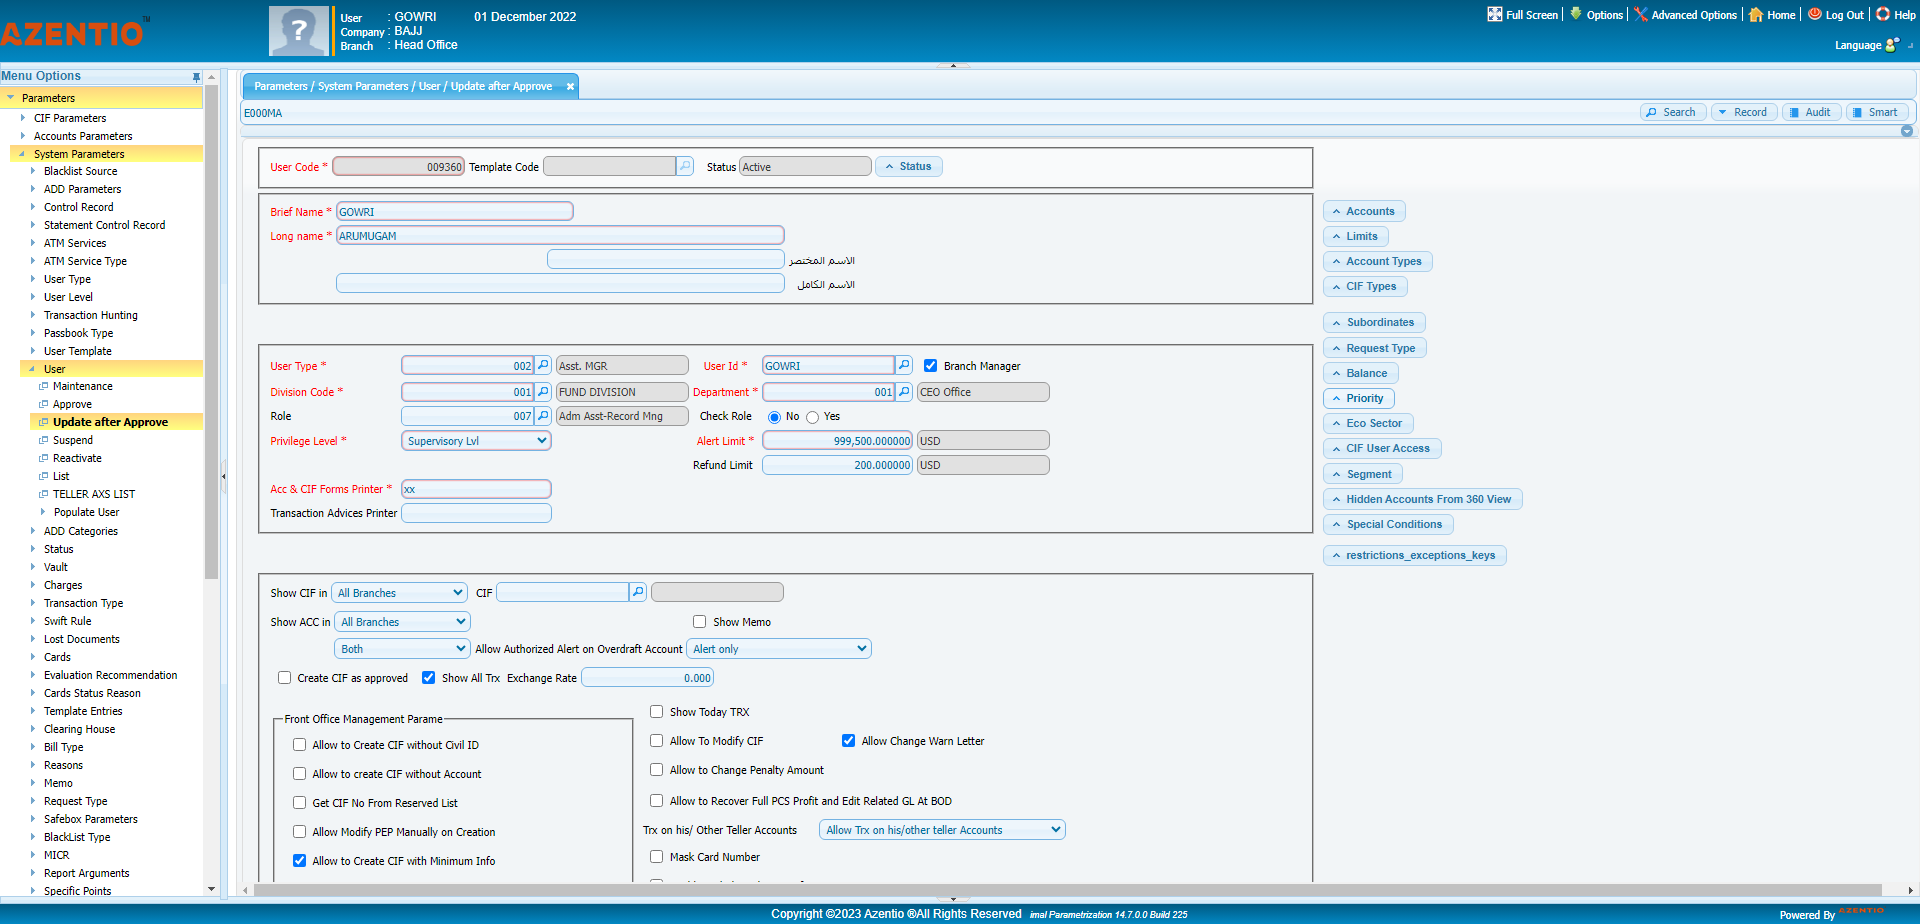 AZENTIO™
User : GOWRI 01 December 2022
Company : BAJJ
Branch : Head Office
Full Screen Options Advanced Options Home Log Out Help
Language
Menu Options
Parameters
CIF Parameters
Accounts Parameters
System Parameters
Blacklist Source
ADD Parameters
Control Record
Statement Control Record
ATM Services
ATM Service Type
User Type
User Level
Transaction Hunting
Passbook Type
User Template
User
Maintenance
Approve
Update after Approve
Suspend
Reactivate
List
TELLER AXS LIST
Populate User
ADD Categories
Status
Vault
Charges
Transaction Type
Swift Rule
Lost Documents
Cards
Evaluation Recommendation
Cards Status Reason
Template Entries
Clearing House
Bill Type
Reasons
Memo
Request Type
Safebox Parameters
BlackList Type
MICR
Report Arguments
Specific Points
Parameters / System Parameters / User / Update after Approve
E000MA
Search Record Audit Smart
User Code * 009360 Template Code Status Active Status
Brief Name * GOWRI
Long name * ARUMUGAM
الاسم المختصر
الاسم الكامل
User Type * 002 Asst. MGR User Id * GOWRI Branch Manager
Division Code * 001 FUND DIVISION Department * 001 CEO Office
Role 007 Adm Asst-Record Mng Check Role No Yes
Privilege Level * Supervisory Lvl Alert Limit * 999,500.000000 USD
Refund Limit 200.000000 USD
Acc & CIF Forms Printer * xx
Transaction Advices Printer
Accounts
Limits
Account Types
CIF Types
Subordinates
Request Type
Balance
Priority
Eco Sector
CIF User Access
Segment
Hidden Accounts From 360 View
Special Conditions
restrictions_exceptions_keys
Show CIF in All Branches CIF
Show ACC in All Branches Show Memo
Both Allow Authorized Alert on Overdraft Account Alert only
Create CIF as approved Show All Trx Exchange Rate 0.000
Front Office Management Parame
Allow to Create CIF without Civil ID
Allow to create CIF without Account
Get CIF No From Reserved List
Allow Modify PEP Manually on Creation
Allow to Create CIF with Minimum Info
Show Today TRX
Allow To Modify CIF Allow Change Warn Letter
Allow to Change Penalty Amount
Allow to Recover Full PCS Profit and Edit Related GL At BOD
Trx on his/ Other Teller Accounts Allow Trx on his/other teller Accounts
Mask Card Number
Copyright ©2023 Azentio ®All Rights Reserved imal Parametrization 14.7.0.0 Build 225
Powered By AZENTIO